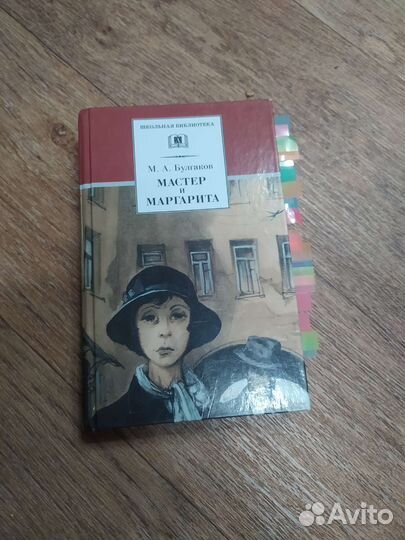 ШКОЛЬНАЯ БИБЛИОТЕКА
М. А. Булгаков
МАСТЕР
И
МАРГАРИТА
Avito